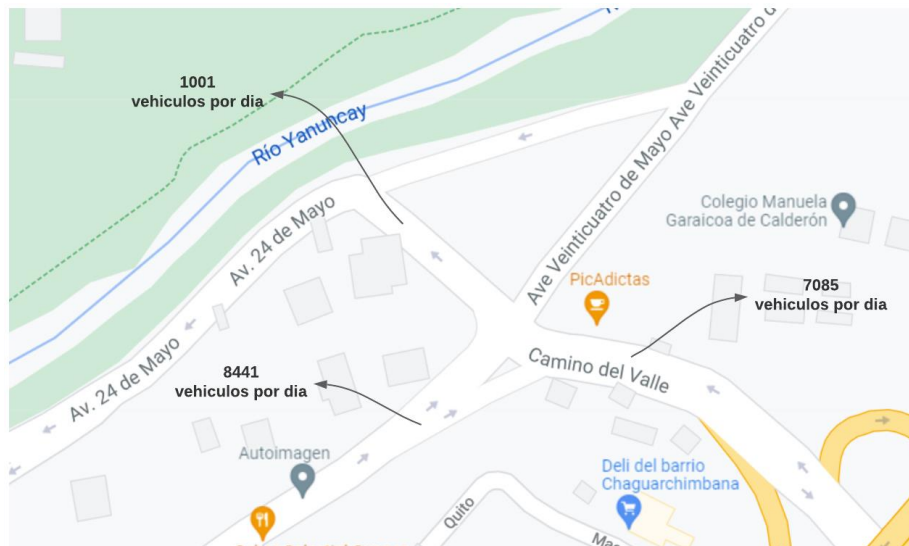 1001
vehiculos por dia
Río Yanuncay
Av. 24 de Mayo
Ave Veinticuatro de Mayo Ave Veinticuatro de
Colegio Manuela
Garaicoa de Calderón
PicAdictas
7085
vehiculos por dia
Camino del Valle
8441
vehiculos por dia
Av. 24 de Mayo
Autoimagen
Deli del barrio
Chaguarchimbana
Quito